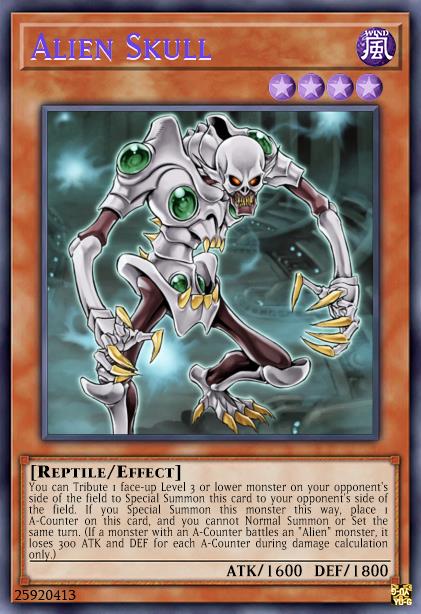 ALIEN SKULL
WIND
風
[REPTILE/EFFECT]
You can Tribute 1 face-up Level 3 or lower monster on your opponent's
side of the field to Special Summon this card to your opponent's side of
the field. If you Special Summon this monster this way, place 1
A-Counter on this card, and you cannot Normal Summon or Set the
same turn. (If a monster with an A-Counter battles an "Alien" monster, it
loses 300 ATK and DEF for each A-Counter during damage calculation
only.)
ATK/1600 DEF/1800
25920413